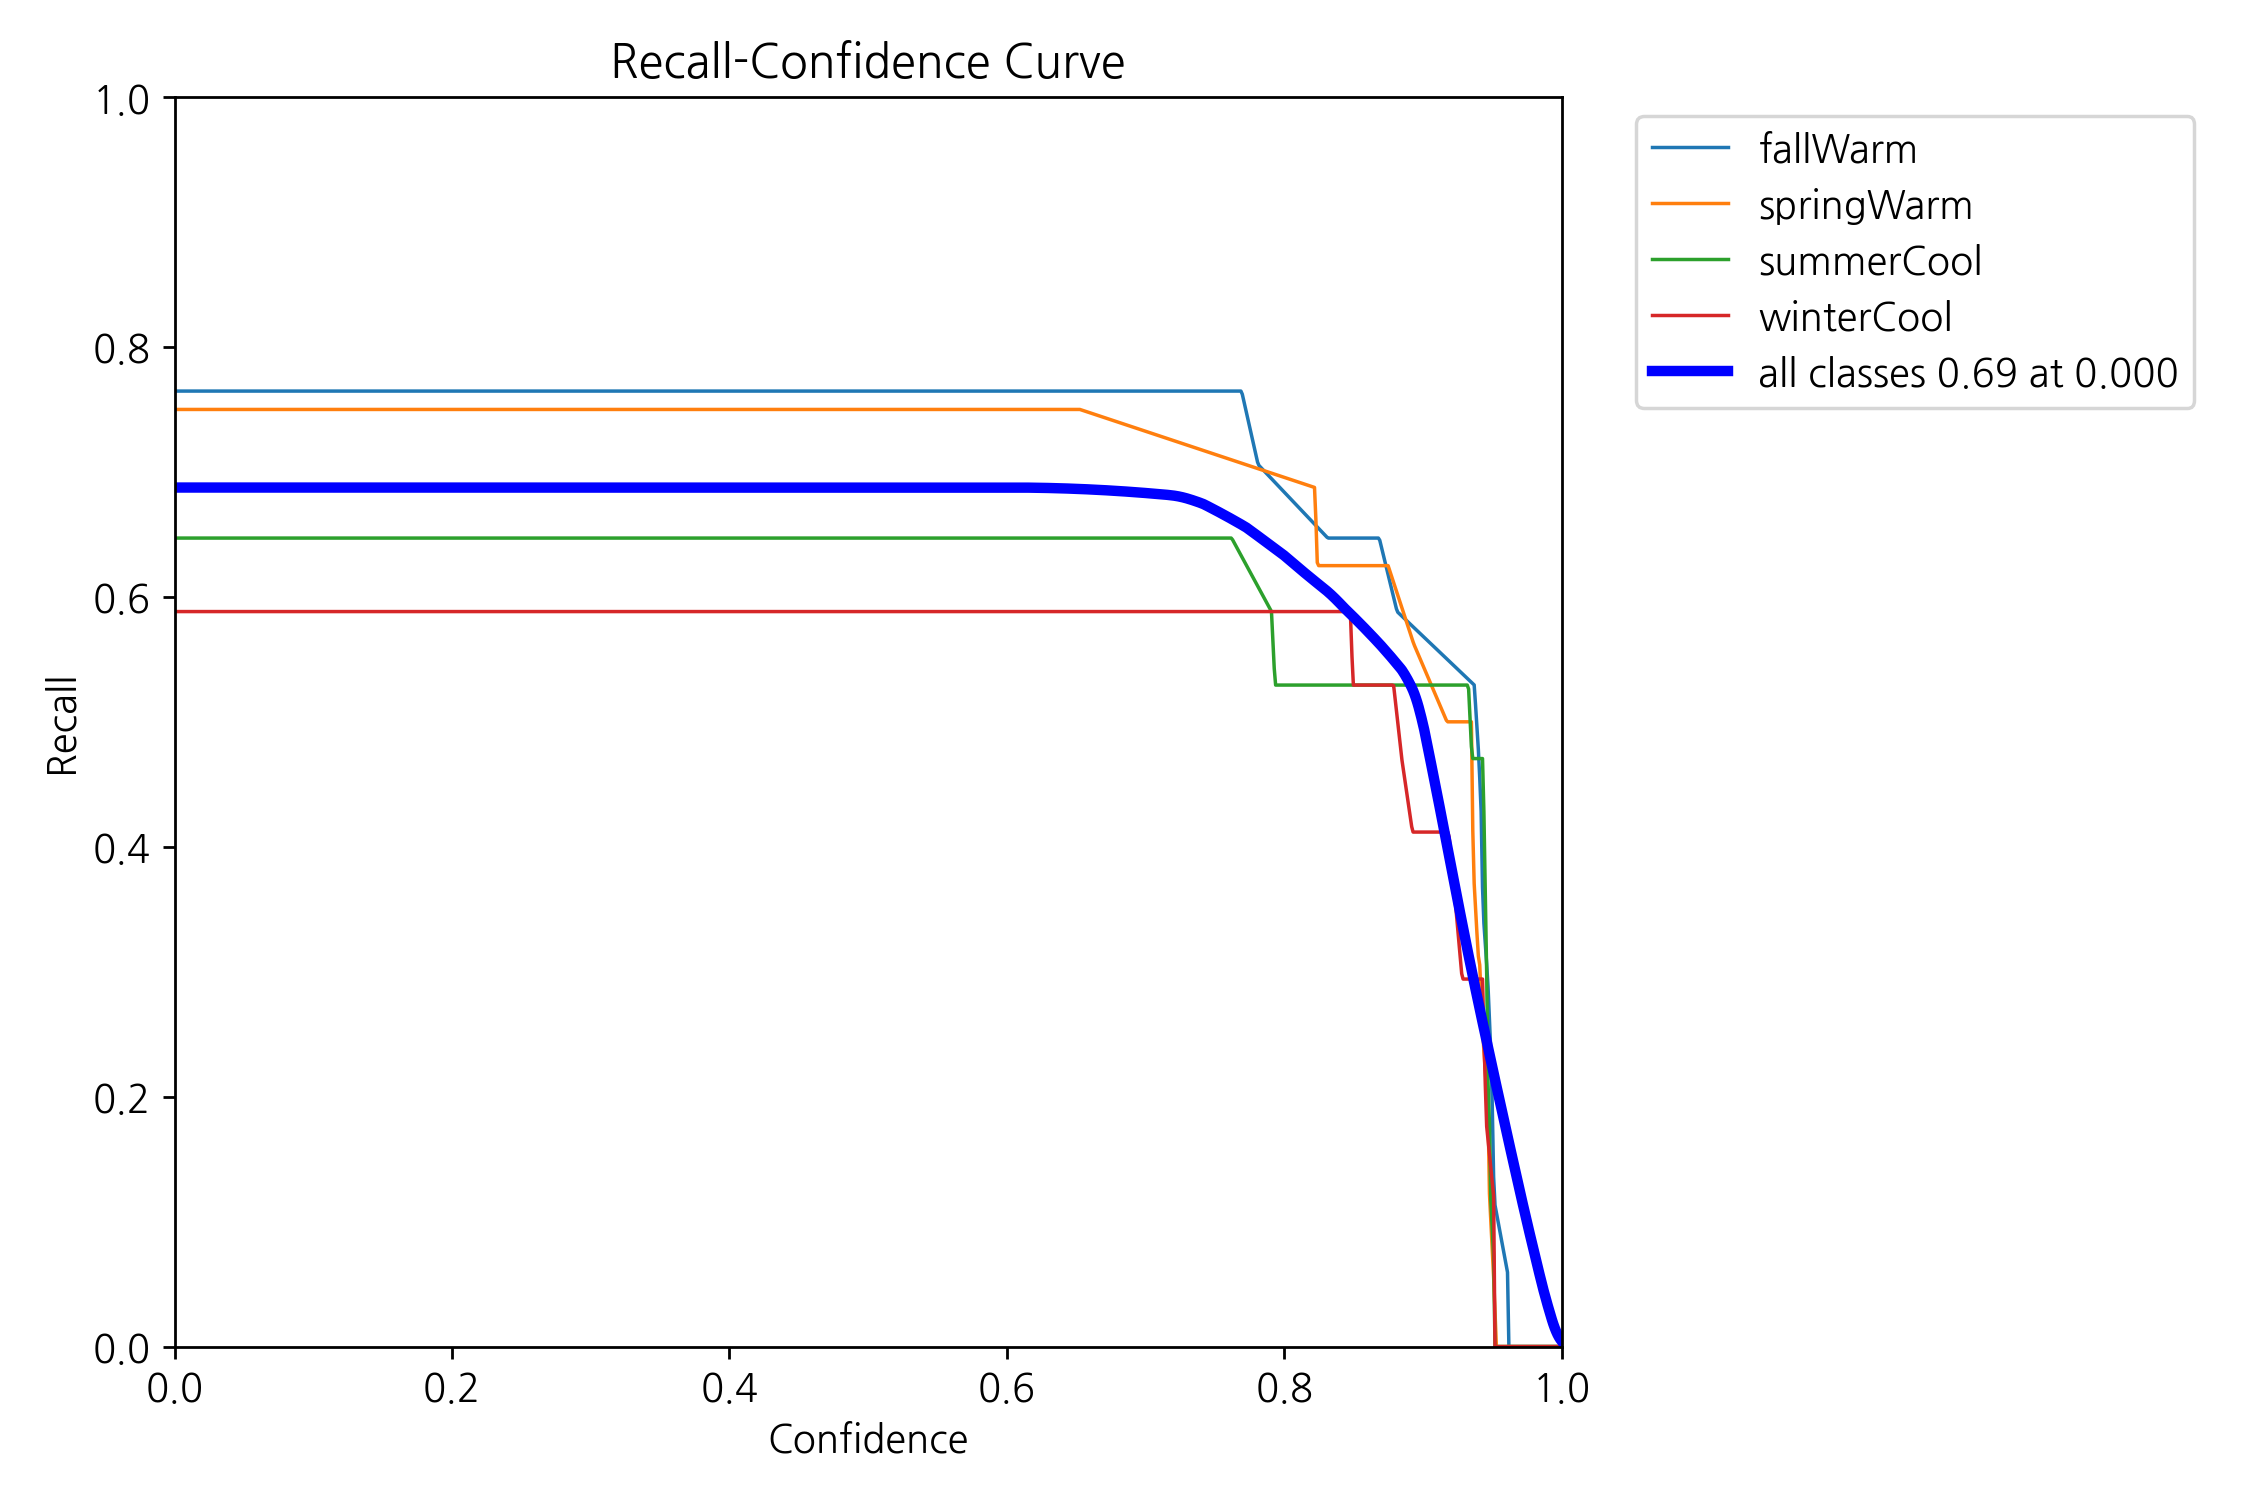 Recall-Confidence Curve
1.0
0.8
0.6
0.4
0.2
0.0
Recall
0.0 0.2 0.4 0.6 0.8 1.0
Confidence
fallWarm
springWarm
summerCool
winterCool
all classes 0.69 at 0.000